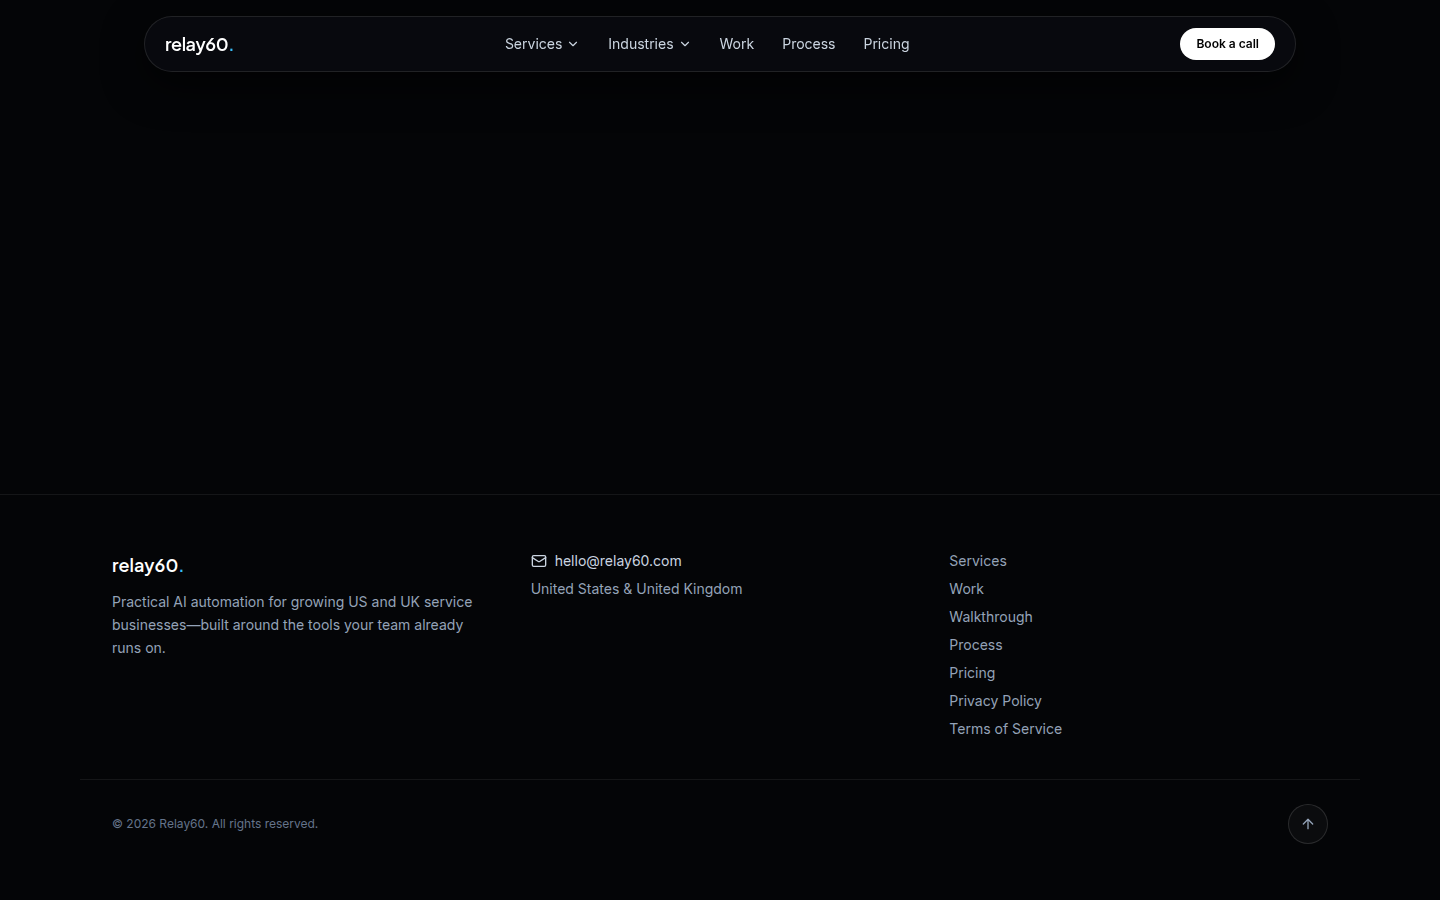 relay60.
Services
Industries
Work
Process
Pricing
Book a call
relay60.
Practical AI automation for growing US and UK service
businesses—built around the tools your team already
runs on.
hello@relay60.com
United States & United Kingdom
Services
Work
Walkthrough
Process
Pricing
Privacy Policy
Terms of Service
© 2026 Relay60. All rights reserved.